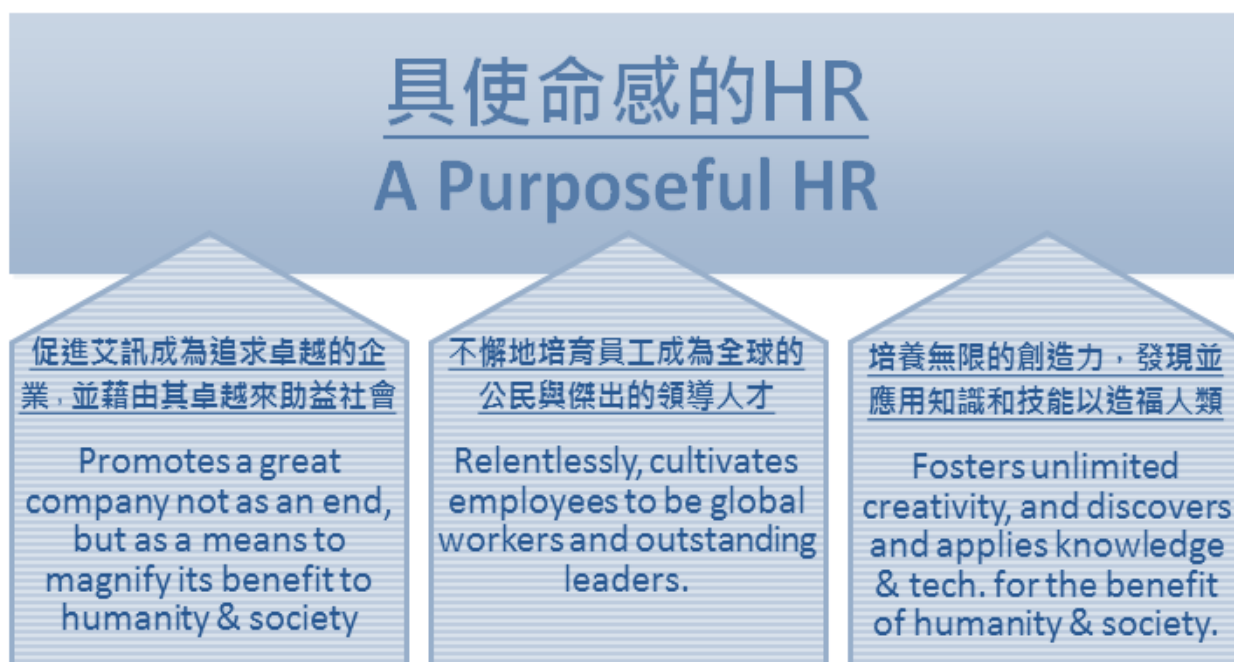 具使命感的HR
A Purposeful HR
促進艾訊成為追求卓越的企
業，並藉由其卓越來助益社會
Promotes a great
company not as an end,
but as a means to
magnify its benefit to
humanity & society
不懈地培育員工成為全球的
公民與傑出的領導人才
Relentlessly, cultivates
employees to be global
workers and outstanding
leaders.
培養無限的創造力，發現並
應用知識和技能以造福人類
Fosters unlimited
creativity, and discovers
and applies knowledge
& tech. for the benefit
of humanity & society.